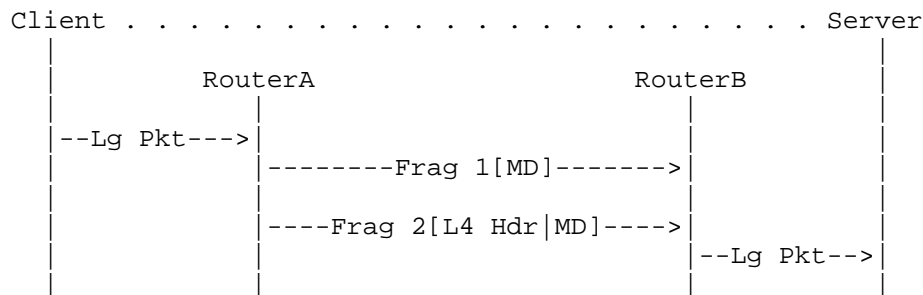 Client . . . . . . . . . . . . . . . . . . . . . . Server
RouterA RouterB
--Lg Pkt--->
--------Frag 1[MD]------->
----Frag 2[L4 Hdr|MD]---->
--Lg Pkt-->